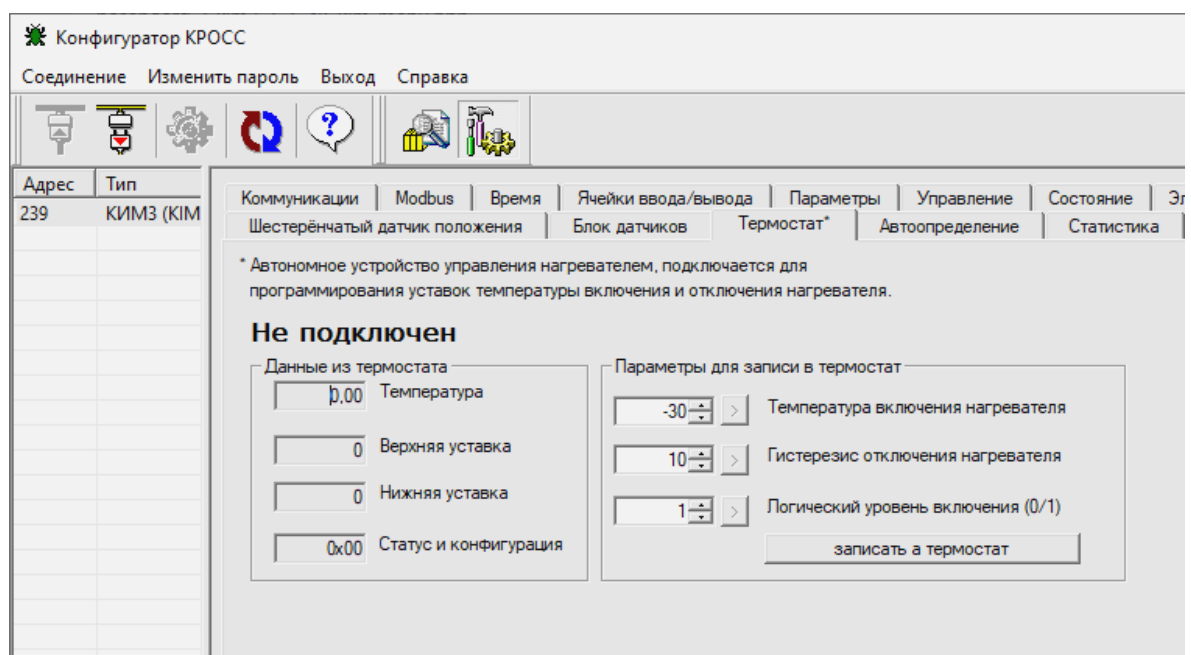 Конфигуратор КРОСС
Соединение Изменить пароль Выход Справка
Адрес Тип
239 КИМ3 (KIM
Коммуникации Modbus Время Ячейки ввода/вывода Параметры Управление Состояние Эл
Шестерёнчатый датчик положения Блок датчиков Термостат* Автоопределение Статистика
* Автономное устройство управления нагревателем, подключается для
программирования уставок температуры включения и отключения нагревателя.
Не подключен
Данные из термостата
0,00 Температура
0 Верхняя уставка
0 Нижняя уставка
0x00 Статус и конфигурация
Параметры для записи в термостат
-30 > Температура включения нагревателя
10 > Гистерезис отключения нагревателя
1 > Логический уровень включения (0/1)
записать а термостат